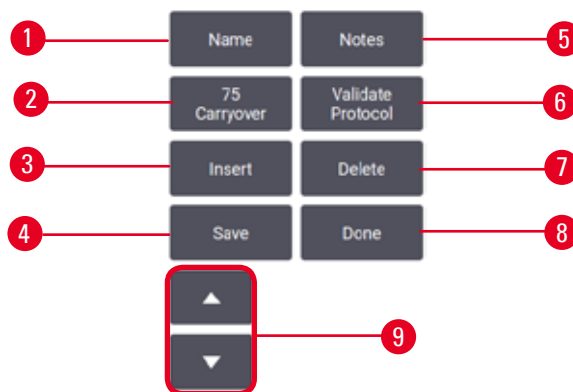 1 Name Notes 5
2 75 Carryover Validate Protocol 6
3 Insert Delete 7
4 Save Done 8
9